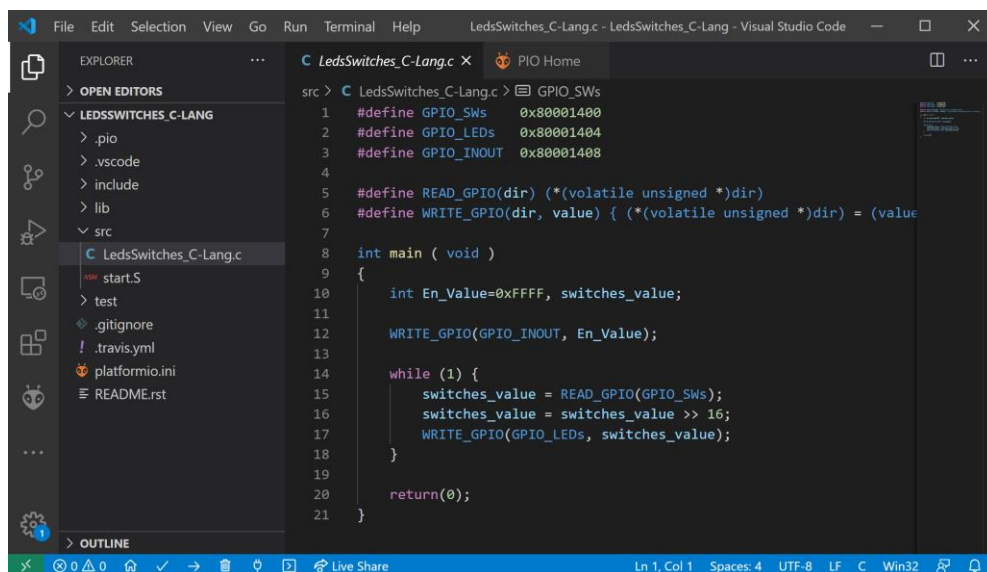 File Edit Selection View Go Run Terminal Help LedsSwitches_C-Lang.c - LedsSwitches_C-Lang - Visual Studio Code
EXPLORER
OPEN EDITORS
LEDSSWITCHES_C-LANG
.pio
.vscode
include
lib
src
LedsSwitches_C-Lang.c
start.S
test
.gitignore
.travis.yml
platformio.ini
README.rst
OUTLINE
C LedsSwitches_C-Lang.c PIO Home
src > C LedsSwitches_C-Lang.c > GPIO_SWs
1 #define GPIO_SWs 0x80001400
2 #define GPIO_LEDs 0x80001404
3 #define GPIO_INOUT 0x80001408
4
5 #define READ_GPIO(dir) (*(volatile unsigned *)dir)
6 #define WRITE_GPIO(dir, value) { (*(volatile unsigned *)dir) = (value
7
8 int main ( void )
9 {
10 int En_Value=0xFFFF, switches_value;
11
12 WRITE_GPIO(GPIO_INOUT, En_Value);
13
14 while (1) {
15 switches_value = READ_GPIO(GPIO_SWs);
16 switches_value = switches_value >> 16;
17 WRITE_GPIO(GPIO_LEDs, switches_value);
18 }
19
20 return(0);
21 }
1
0 0 Live Share Ln 1, Col 1 Spaces: 4 UTF-8 LF C Win32